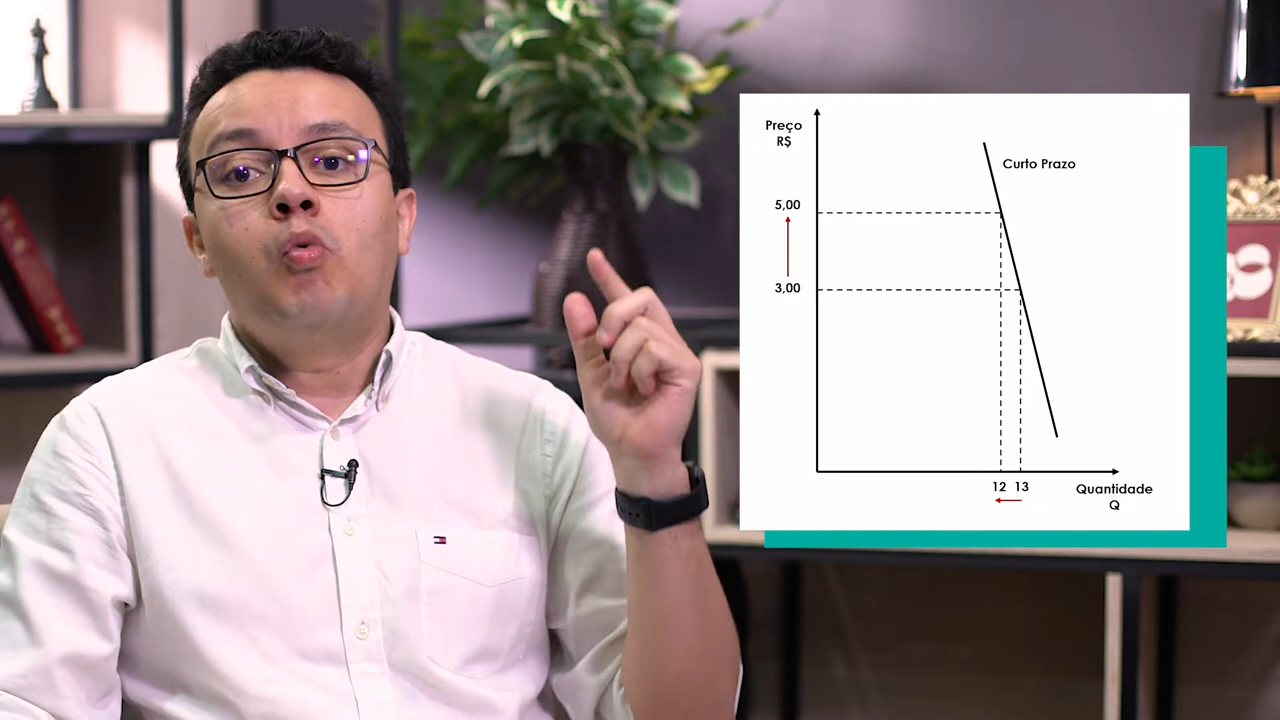 Preço
R$
Curto Prazo
5,00
3,00
12 13
Quantidade
Q